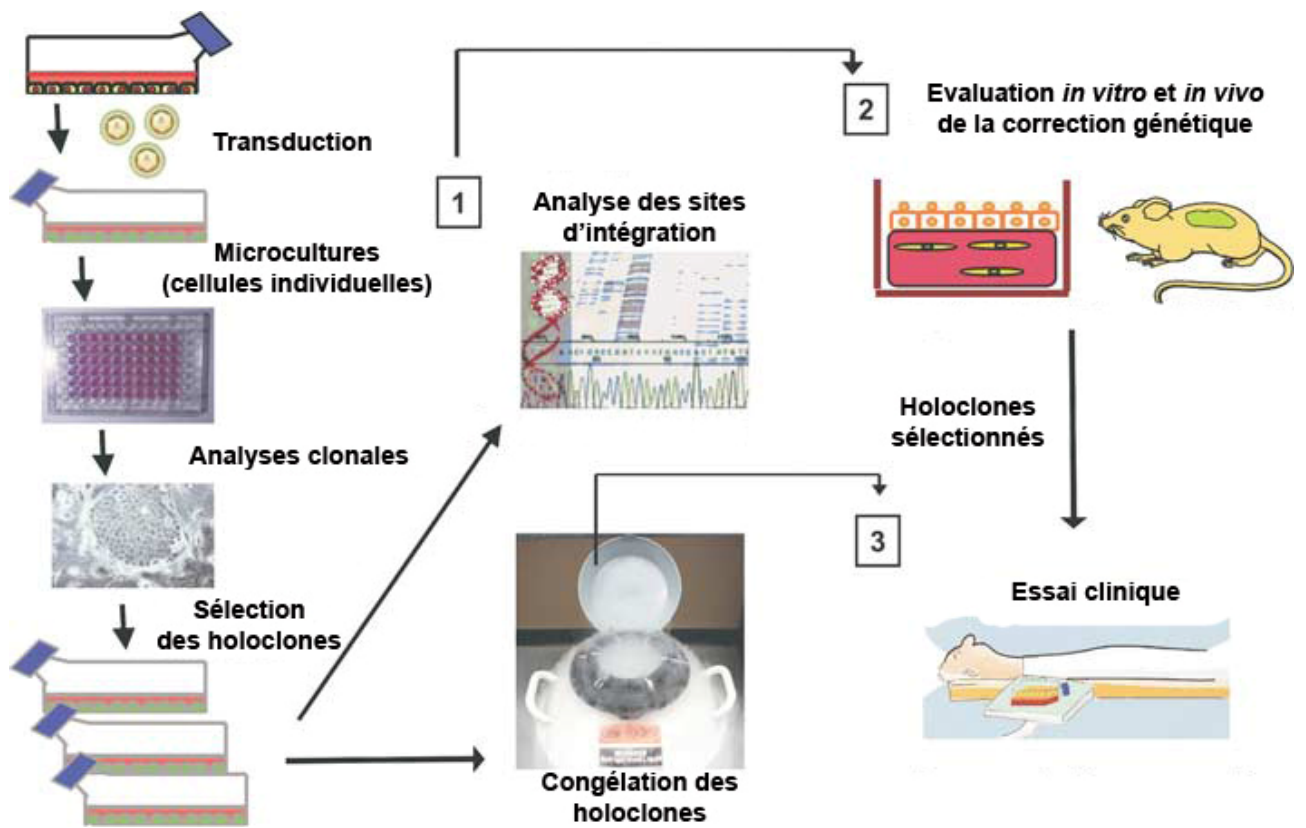 Transduction
Microcultures
(cellules individuelles)
Analyses clonales
Sélection
des holoclones
1
Analyse des sites
d'intégration
Congélation des
holoclones
2
Evaluation in vitro et in vivo
de la correction génétique
Holoclones
sélectionnés
3
Essai clinique